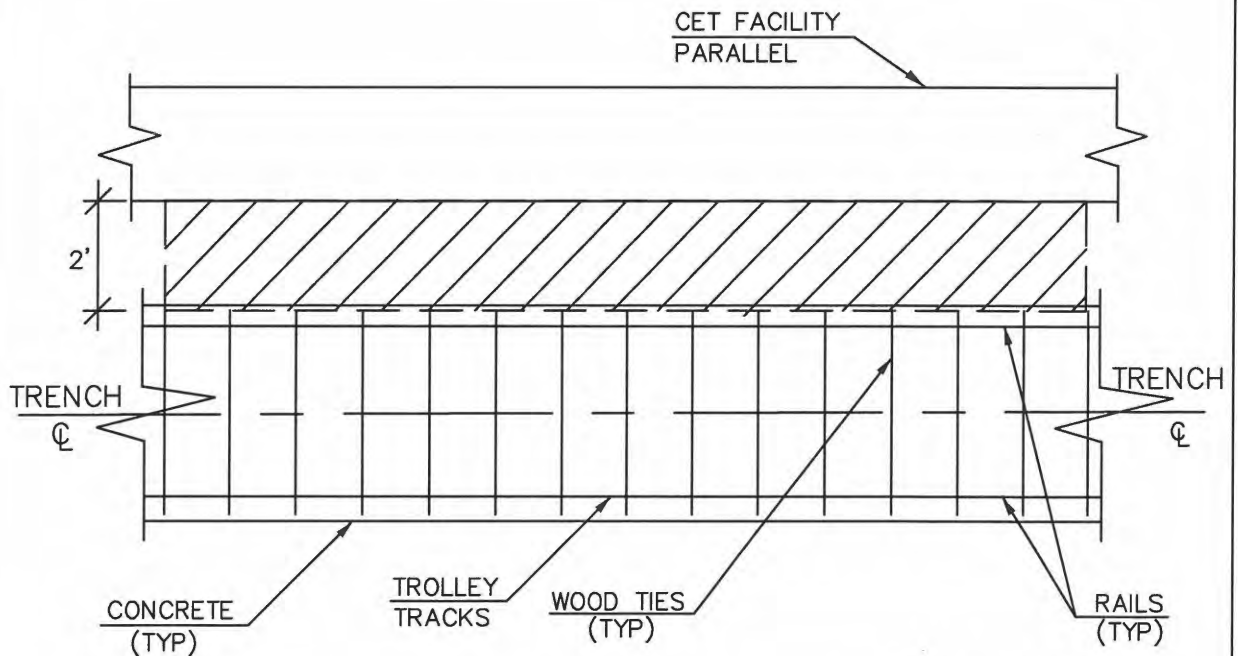 CET FACILITY
PARALLEL
2'
TRENCH
℄
TRENCH
℄
CONCRETE
(TYP)
TROLLEY
TRACKS
WOOD TIES
(TYP)
RAILS
(TYP)